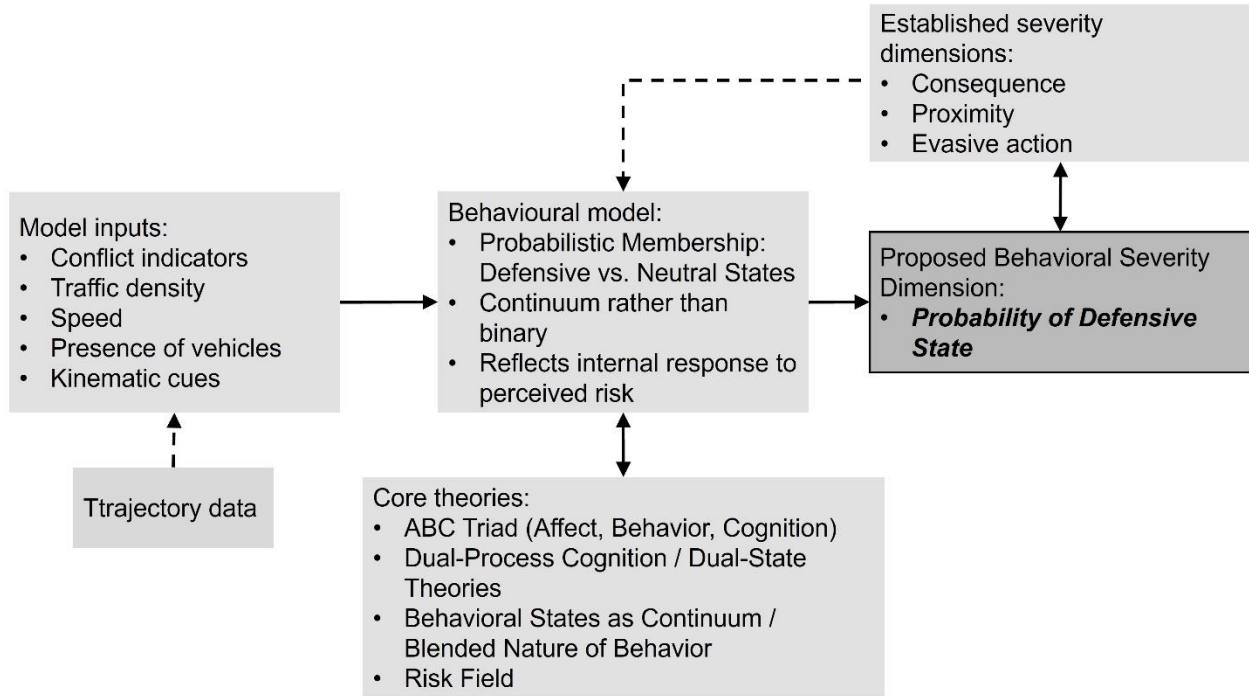 Established severity
dimensions:
• Consequence
• Proximity
• Evasive action
Model inputs:
• Conflict indicators
• Traffic density
• Speed
• Presence of vehicles
• Kinematic cues
Behavioural model:
• Probabilistic Membership:
Defensive vs. Neutral States
• Continuum rather than
binary
• Reflects internal response to
perceived risk
Proposed Behavioral Severity
Dimension:
• Probability of Defensive
State
Ttrajectory data
Core theories:
• ABC Triad (Affect, Behavior, Cognition)
• Dual-Process Cognition / Dual-State
Theories
• Behavioral States as Continuum /
Blended Nature of Behavior
• Risk Field